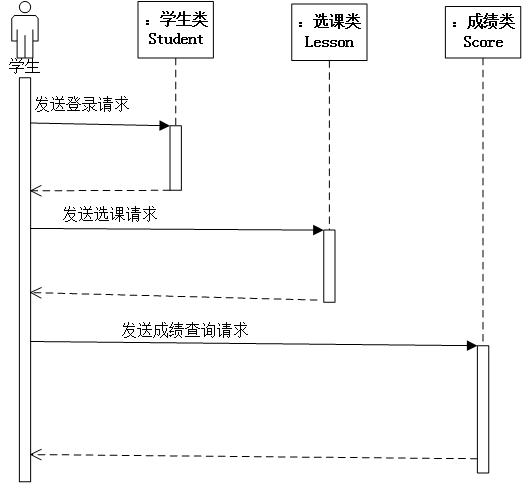 ：学生类
Student
：选课类
Lesson
：成绩类
Score
学生
发送登录请求
发送选课请求
发送成绩查询请求